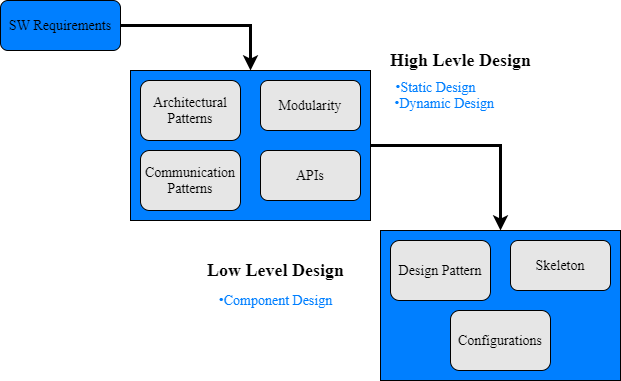 SW Requirements
High Levle Design
•Static Design
•Dynamic Design
Architectural
Patterns
Modularity
Communication
Patterns
APIs
Low Level Design
•Component Design
Design Pattern
Skeleton
Configurations